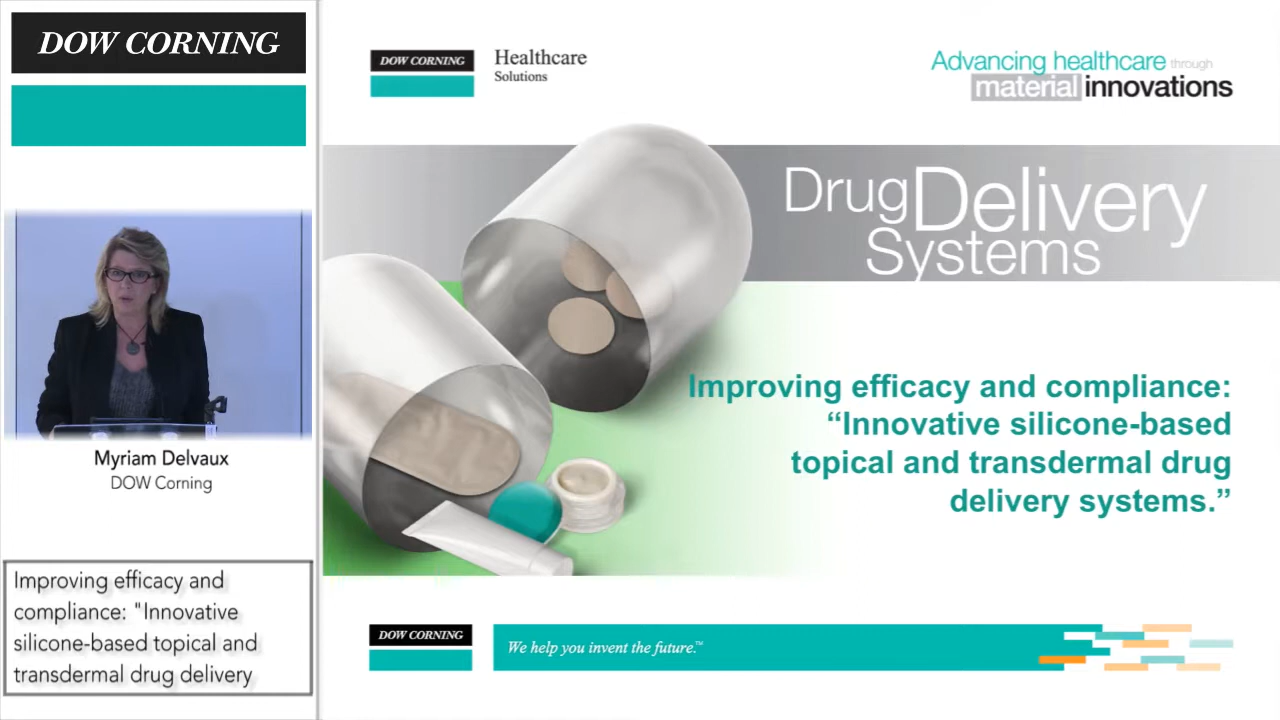 DOW CORNING
Myriam Delvaux
DOW Corning
Improving efficacy and
compliance: "Innovative
silicone-based topical and
transdermal drug delivery
DOW CORNING
Healthcare
Solutions
Advancing healthcare through
material innovations
Drug Delivery
Systems
Improving efficacy and compliance:
“Innovative silicone-based
topical and transdermal drug
delivery systems.”
DOW CORNING
We help you invent the future.™